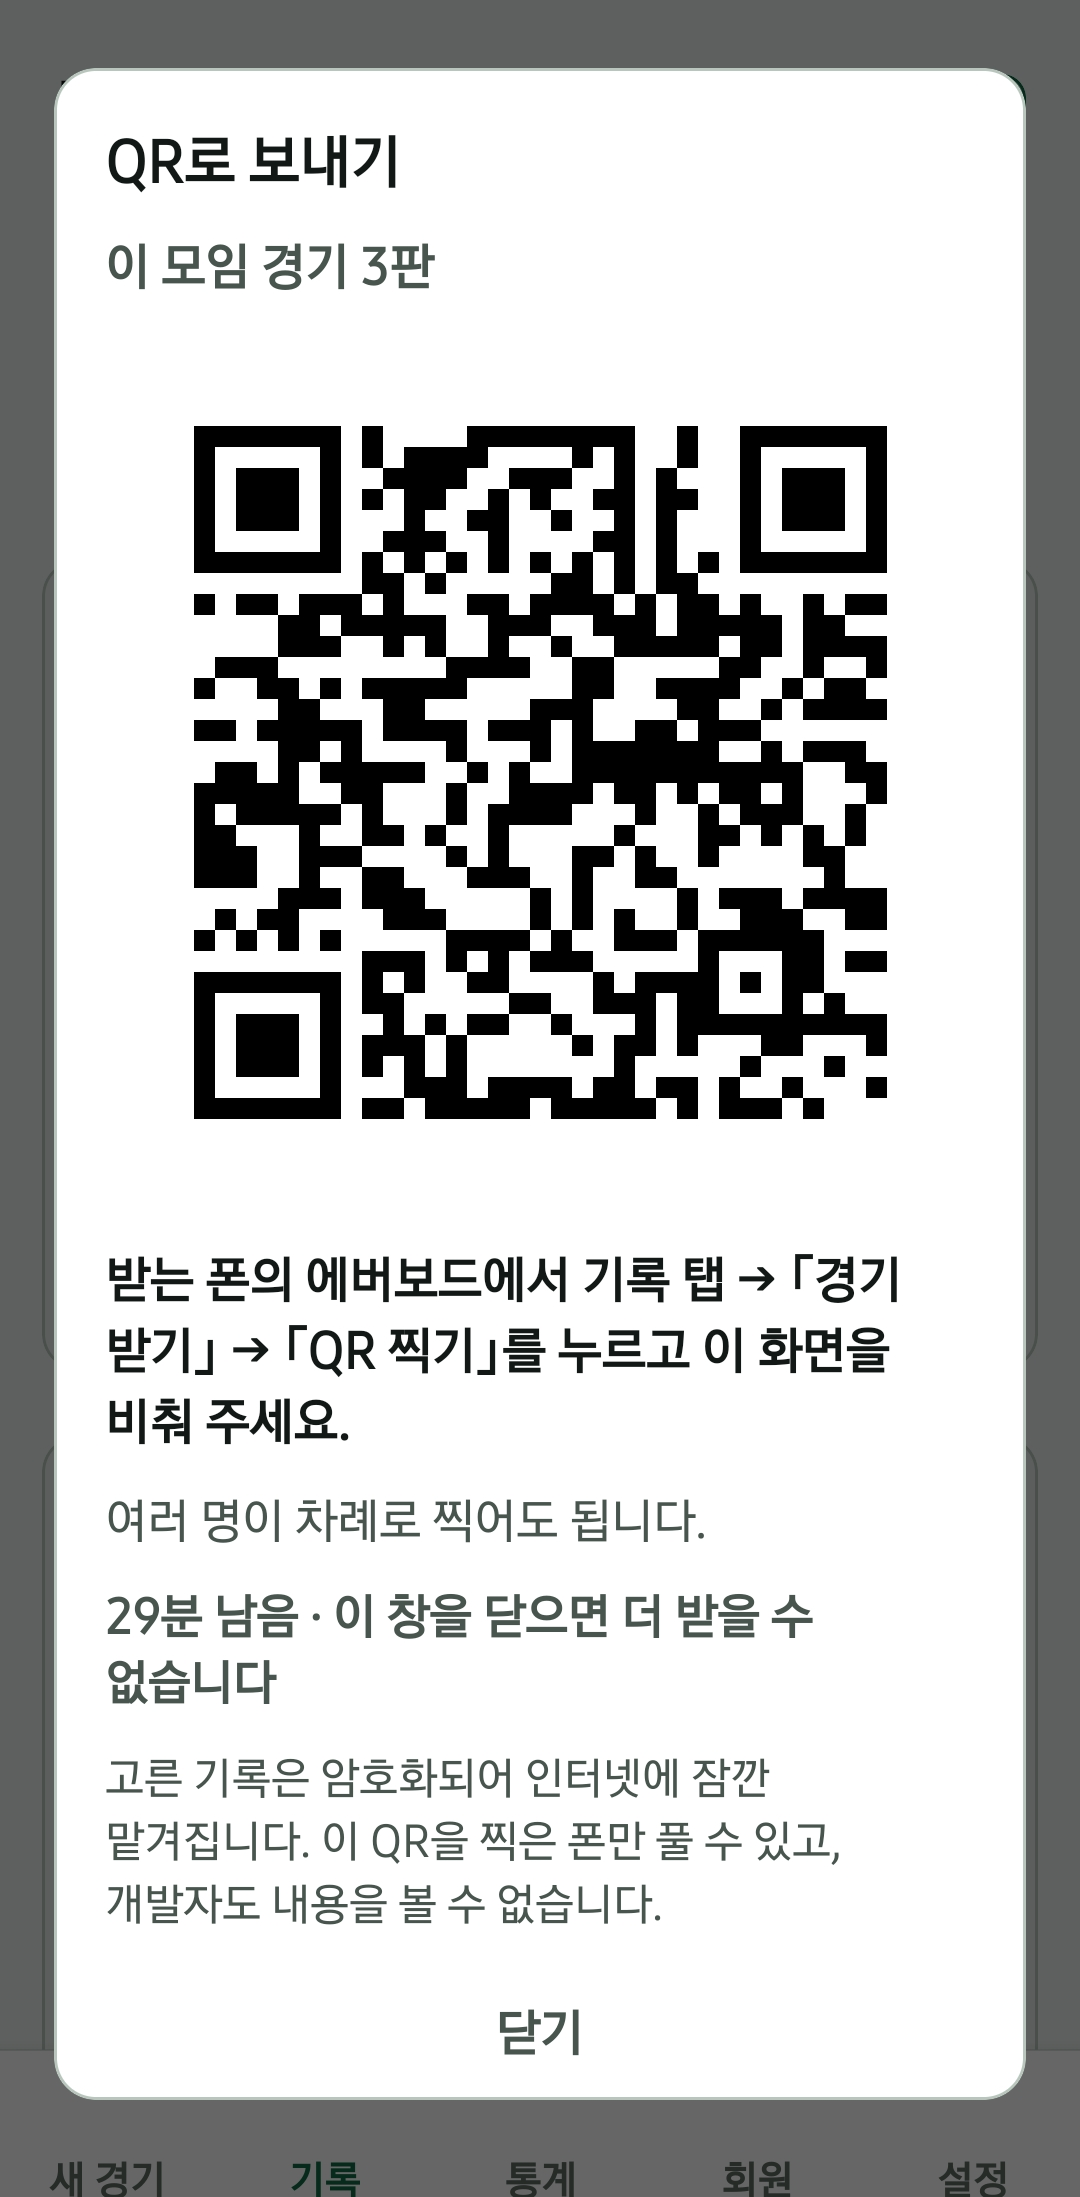 QR로 보내기
이 모임 경기 3판
받는 폰의 에버보드에서 기록 탭 → 「경기
받기」 → 「QR 찍기」를 누르고 이 화면을
비춰 주세요.
여러 명이 차례로 찍어도 됩니다.
29분 남음 · 이 창을 닫으면 더 받을 수
없습니다
고른 기록은 암호화되어 인터넷에 잠깐
맡겨집니다. 이 QR을 찍은 폰만 풀 수 있고,
개발자도 내용을 볼 수 없습니다.
닫기
새 경기 기록 통계 회원 설정